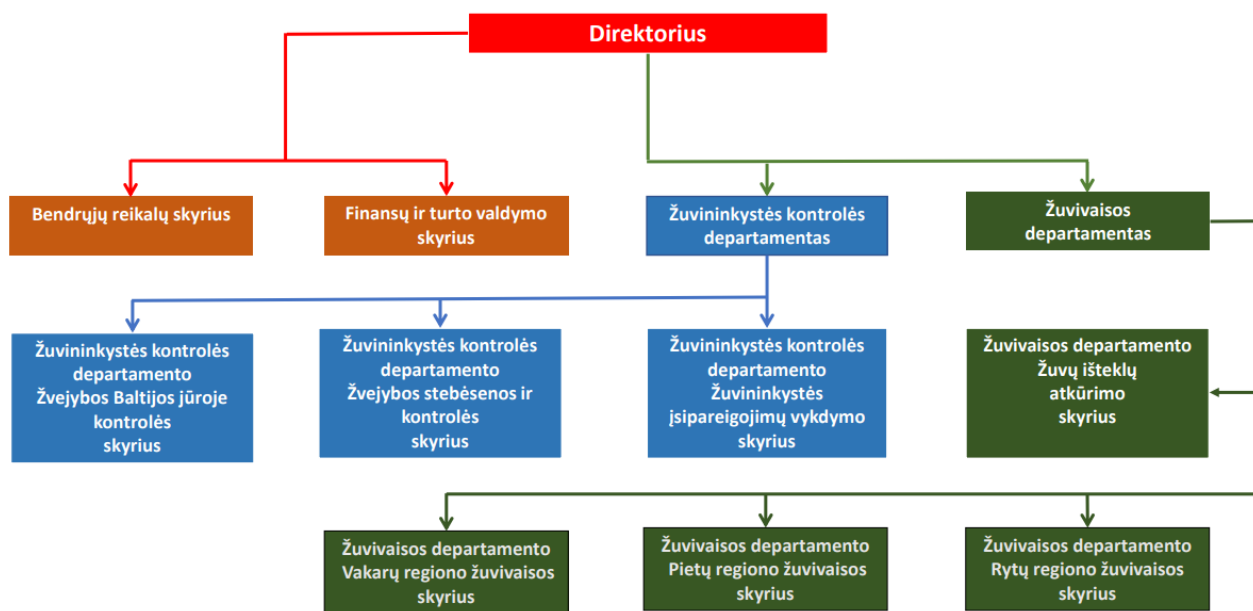 Direktorius
Bendrųjų reikalų skyrius
Finansų ir turto valdymo
skyrius
Žuvininkystės kontrolės
departamentas
Žuvivaisos
departamentas
Žuvininkystės kontrolės
departamento
Žvejybos Baltijos jūroje
kontrolės
skyrius
Žuvininkystės kontrolės
departamento
Žvejybos stebėsenos ir
kontrolės
skyrius
Žuvininkystės kontrolės
departamento
Žuvininkystės
įsipareigojimų vykdymo
skyrius
Žuvivaisos departamento
Žuvų išteklų
atkūrimo
skyrius
Žuvivaisos departamento
Vakarų regiono žuvivaisos
skyrius
Žuvivaisos departamento
Pietų regiono žuvivaisos
skyrius
Žuvivaisos departamento
Rytų regiono žuvivaisos
skyrius